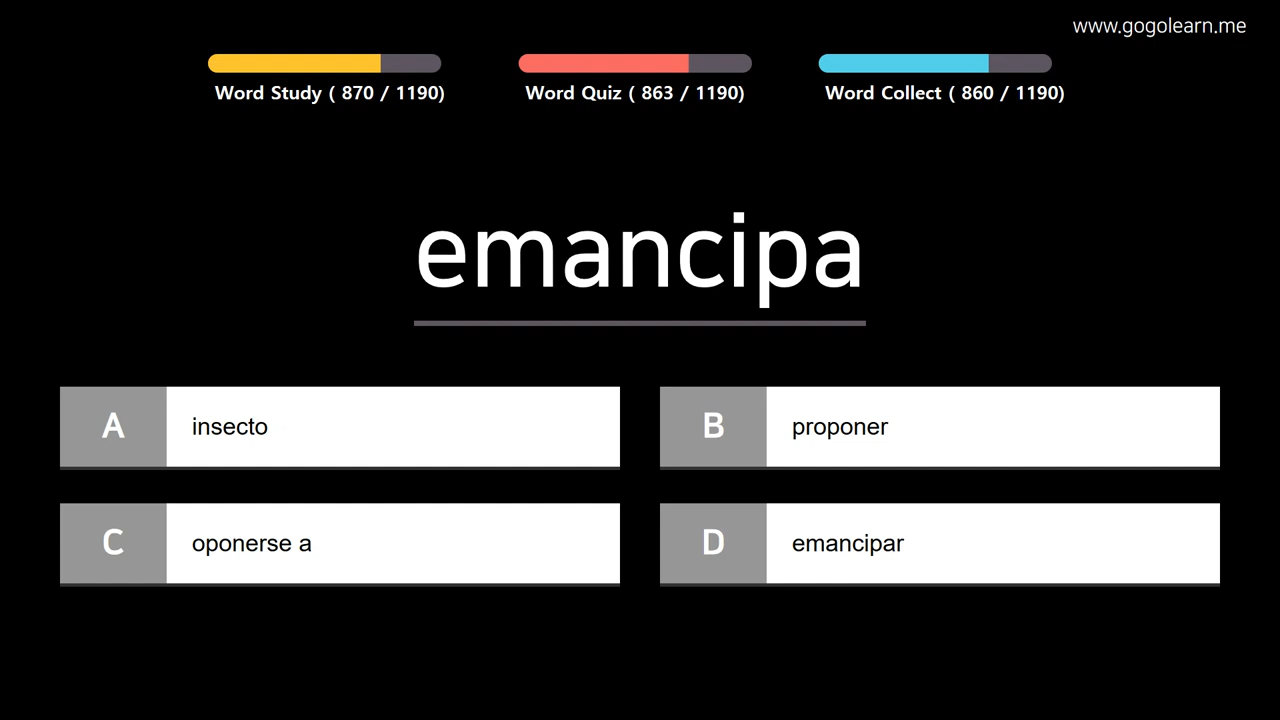 www.gogolearn.me
Word Study ( 870 / 1190)
Word Quiz ( 863 / 1190)
Word Collect ( 860 / 1190)
emancipa
A insecto
B proponer
C oponerse a
D emancipar